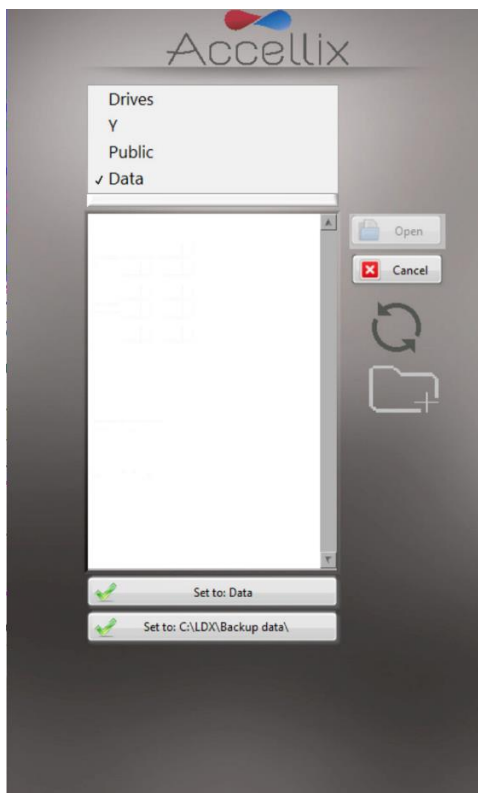 Accellix
Drives
Y
Public
✓ Data
Open
Cancel
Set to: Data
Set to: C:\LDX\Backup data\